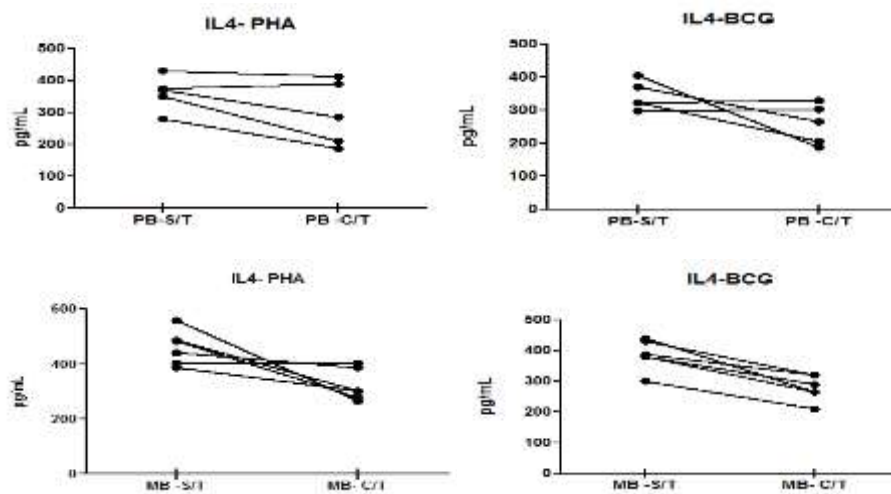 IL4- PHA
500
400
300
200
100
0
pg/mL
PB-S/T
PB -C/T
IL4-BCG
500
400
300
200
100
0
pg/mL
PB-S/T
PB -C/T
IL4- PHA
600
400
200
0
pg/mL
MB -S/T
MB- C/T
IL4-BCG
500
400
300
200
100
0
pg/mL
MB -S/T
MB- C/T